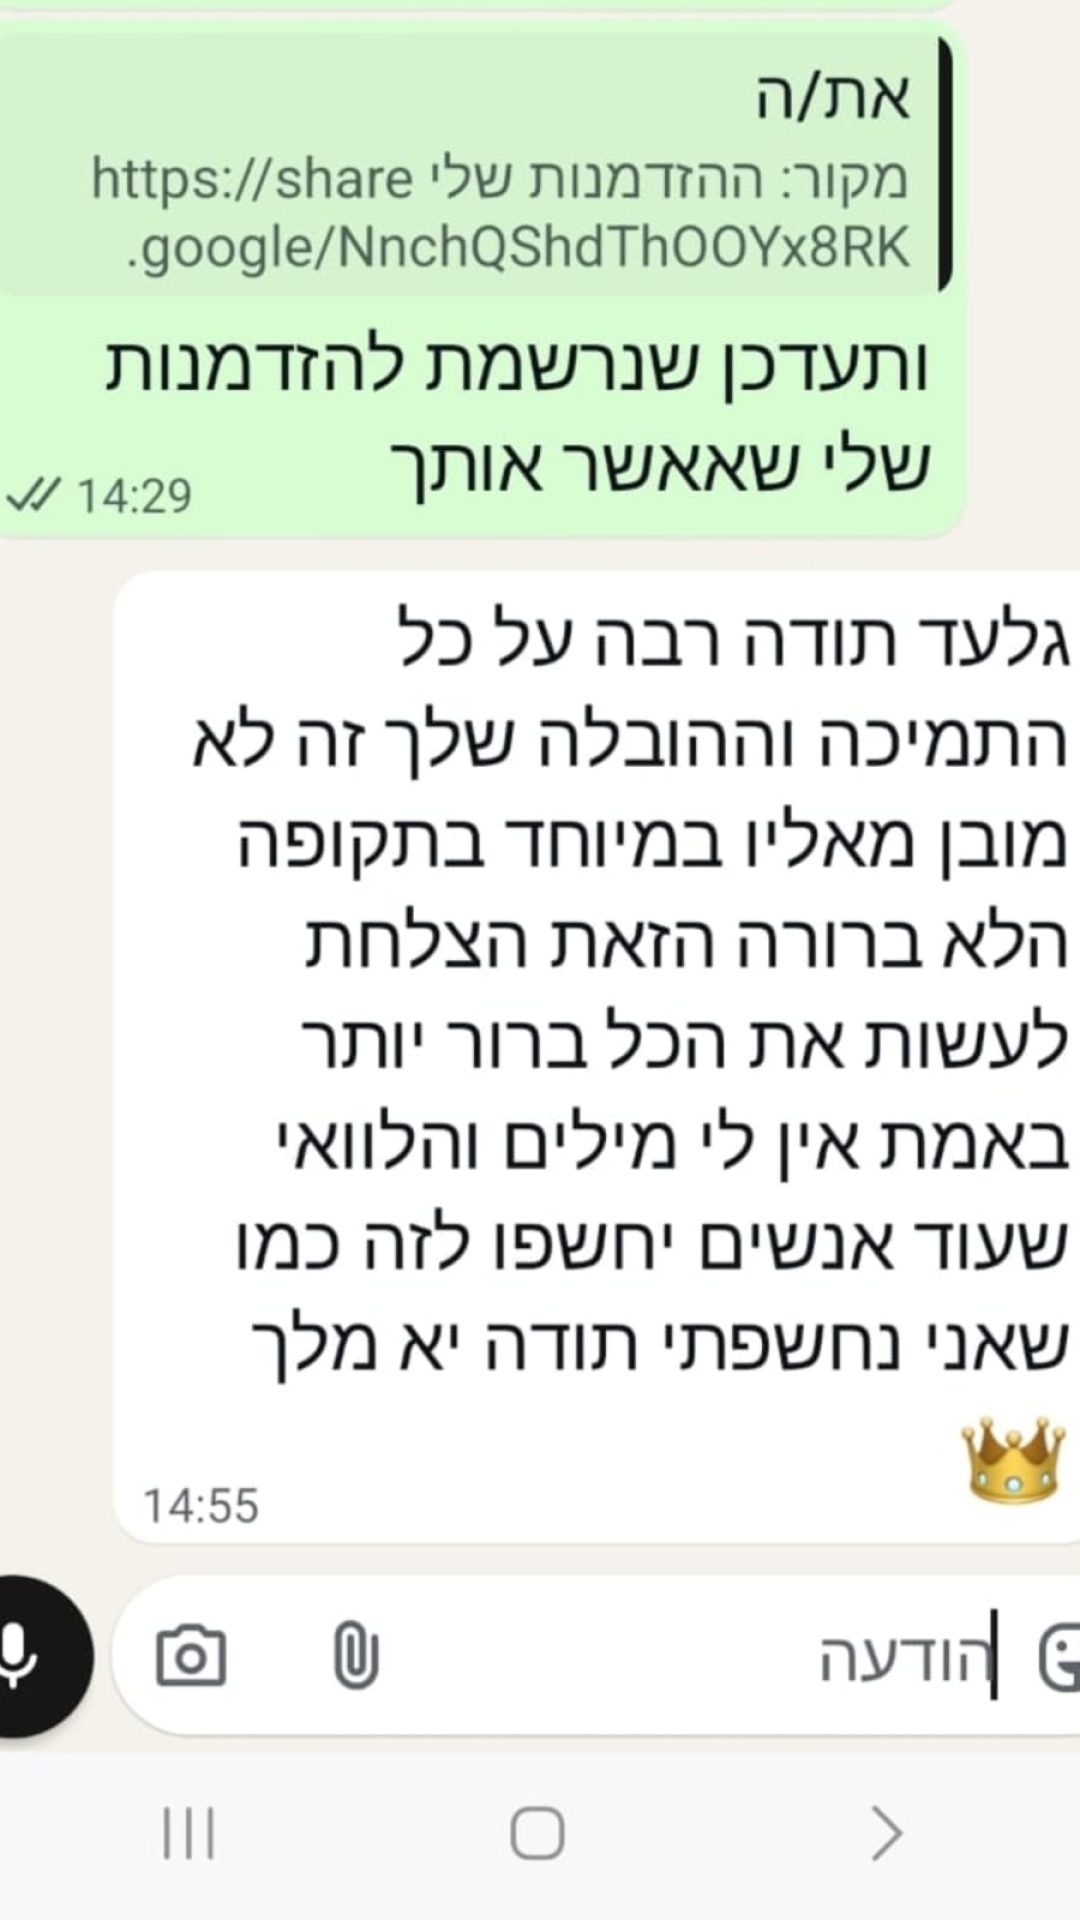 את/ה
מקור: ההזדמנות שלי https://share
.google/NnchQShdThOOYx8RK
ותעדכן שנרשמת להזדמנות
שלי שאאשר אותך
14:29
גלעד תודה רבה על כל
התמיכה וההובלה שלך זה לא
מובן מאליו במיוחד בתקופה
הלא ברורה הזאת הצלחת
לעשות את הכל ברור יותר
באמת אין לי מילים והלוואי
שעוד אנשים יחשפו לזה כמו
שאני נחשפתי תודה יא מלך
👑
14:55
הודעה